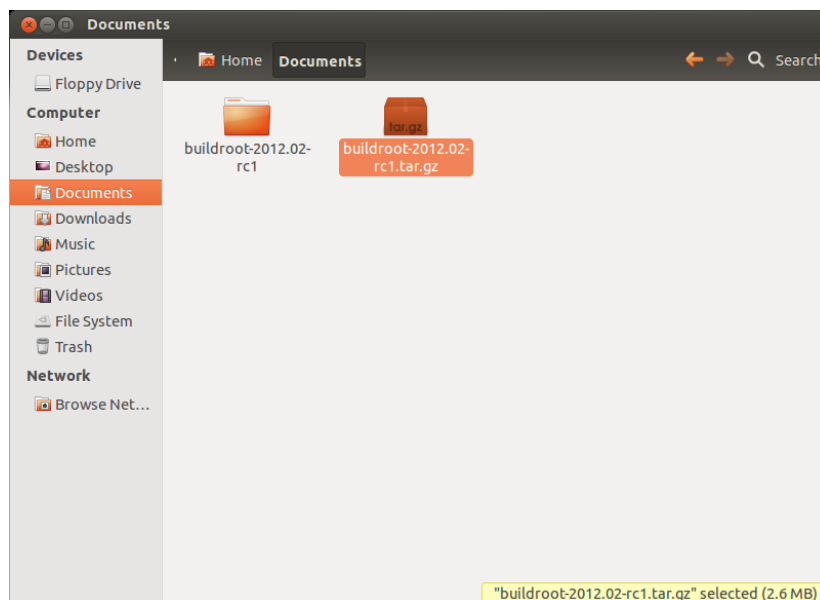 Documents
Devices
Floppy Drive
Computer
Home
Desktop
Documents
Downloads
Music
Pictures
Videos
File System
Trash
Network
Browse Net...
Home Documents Search
buildroot-2012.02-
rc1
tar.gz
buildroot-2012.02-
rc1.tar.gz
"buildroot-2012.02-rc1.tar.gz" selected (2.6 MB)